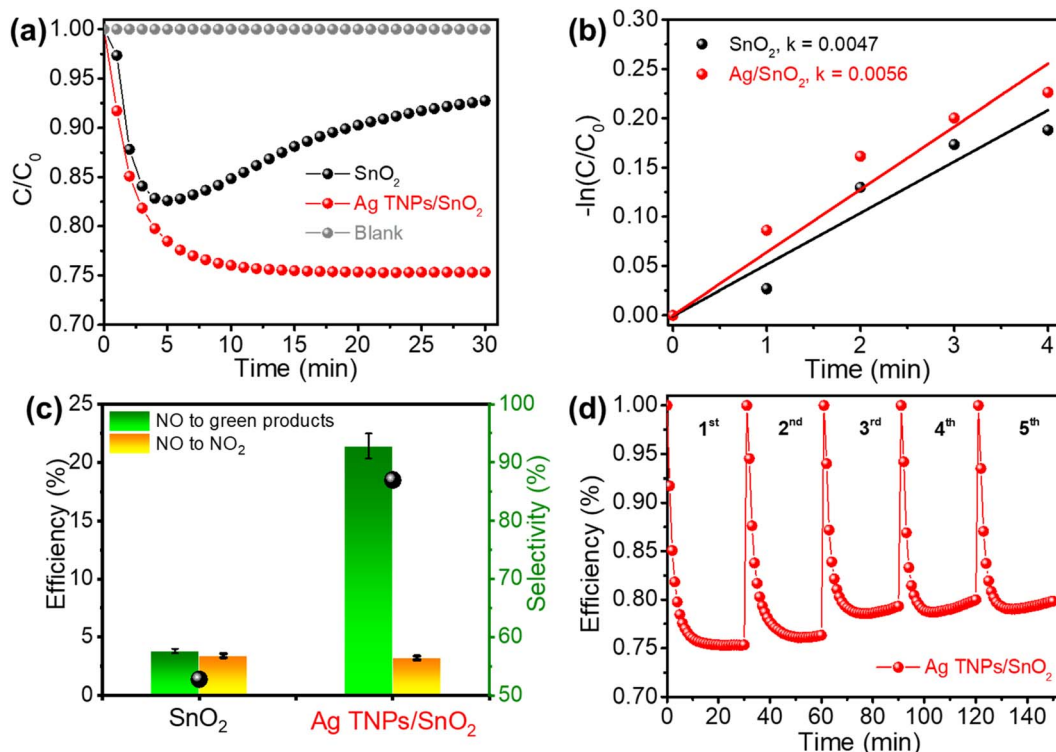 (a)
1.00
0.95
0.90
0.85
0.80
0.75
0.70
C/C₀
SnO₂
Ag TNPs/SnO₂
Blank
0 5 10 15 20 25 30
Time (min)
(b)
0.30
0.25
0.20
0.15
0.10
0.05
0.00
-ln(C/C₀)
SnO₂, k = 0.0047
Ag/SnO₂, k = 0.0056
0 1 2 3 4
Time (min)
(c)
25
20
15
10
5
0
Efficiency (%)
NO to green products
NO to NO₂
100
90
80
70
60
50
Selectivity (%)
SnO₂ Ag TNPs/SnO₂
(d)
1.00
0.95
0.90
0.85
0.80
0.75
0.70
Efficiency (%)
1st 2nd 3rd 4th 5th
Ag TNPs/SnO₂
0 20 40 60 80 100 120 140
Time (min)